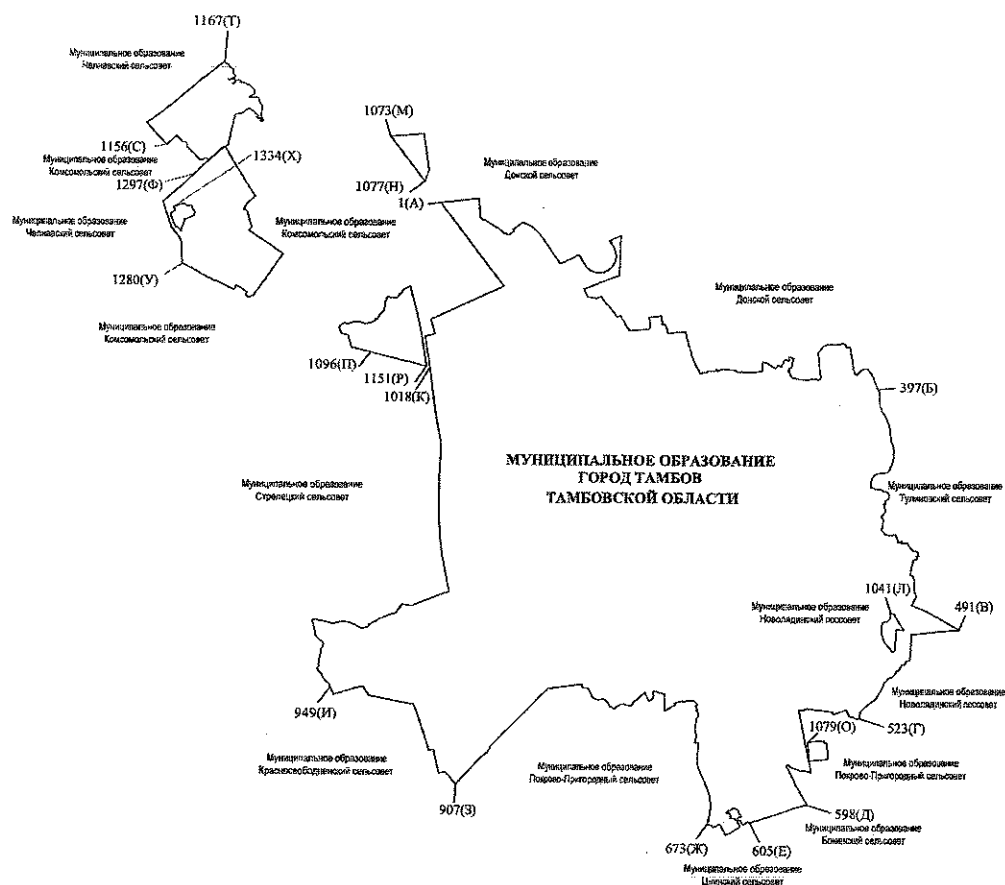 1167(Т)
Муниципальное образование
Челнавский сельсовет
1073(М)
1156(С)
Муниципальное образование
Комсомольский сельсовет
1334(Х)
1297(Ф)
Муниципальное образование
Донской сельсовет
1077(Н)
1(А)
Муниципальное образование
Челнавский сельсовет
Муниципальное образование
Комсомольский сельсовет
1280(У)
Муниципальное образование
Донской сельсовет
Муниципальное образование
Комсомольский сельсовет
1096(П)
1151(Р)
1018(К)
397(Б)
МУНИЦИПАЛЬНОЕ ОБРАЗОВАНИЕ
ГОРОД ТАМБОВ
ТАМБОВСКОЙ ОБЛАСТИ
Муниципальное образование
Стрелецкий сельсовет
Муниципальное образование
Тулиновский сельсовет
1041(Л)
491(В)
Муниципальное образование
Новолядинский поссовет
Муниципальное образование
Новолядинский поссовет
949(И)
1079(О)
523(Г)
Муниципальное образование
Красносвободненский сельсовет
Муниципальное образование
Покрово-Пригородный сельсовет
Муниципальное образование
Покрово-Пригородный сельсовет
907(З)
598(Д)
Муниципальное образование
Бокинский сельсовет
673(Ж)
605(Е)
Муниципальное образование
Цнинский сельсовет